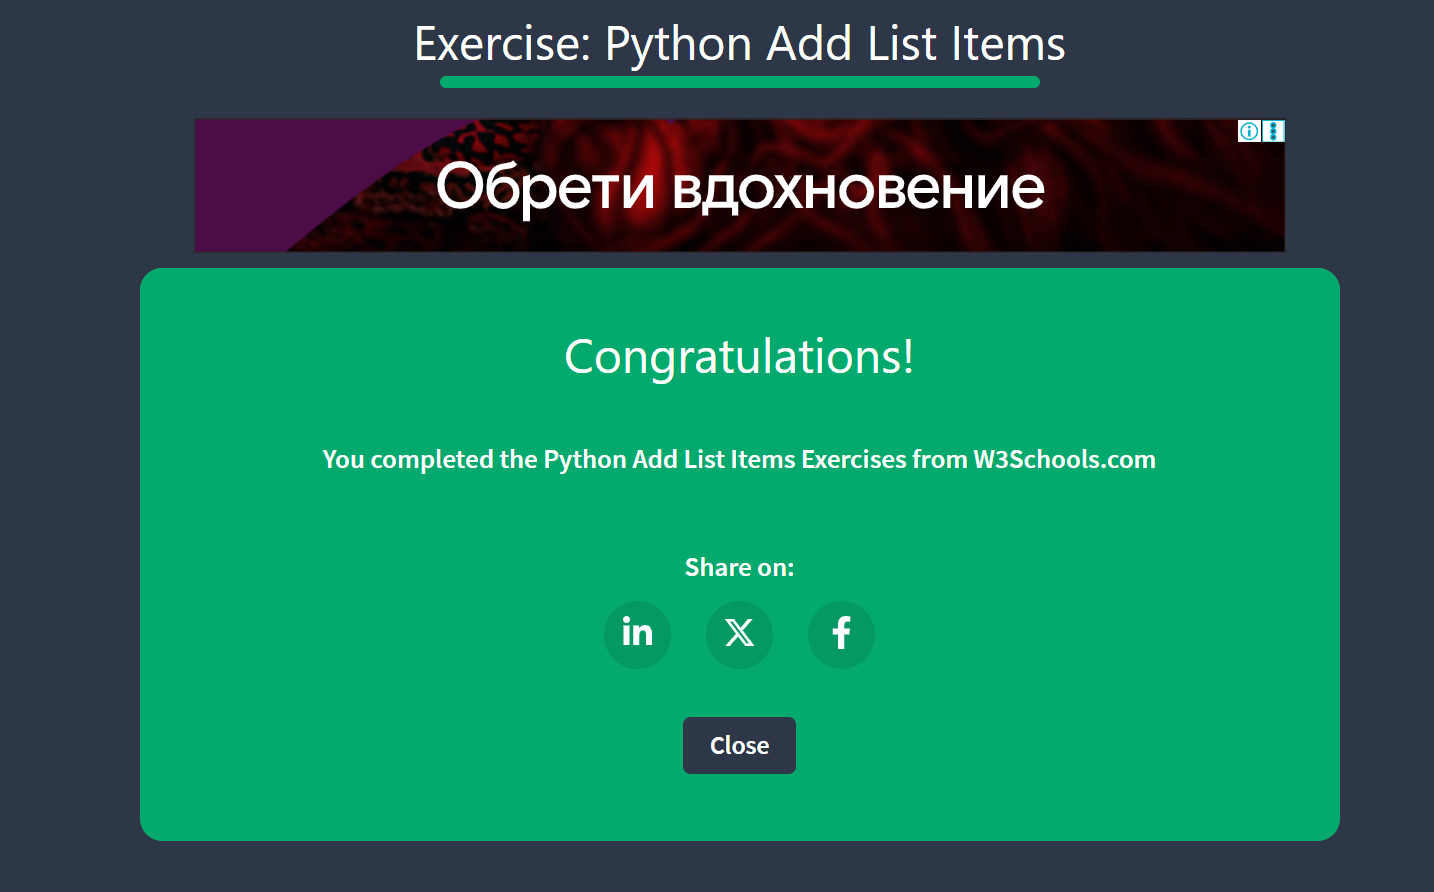 Exercise: Python Add List Items
Обрети вдохновение
Congratulations!
You completed the Python Add List Items Exercises from W3Schools.com
Share on:
Close